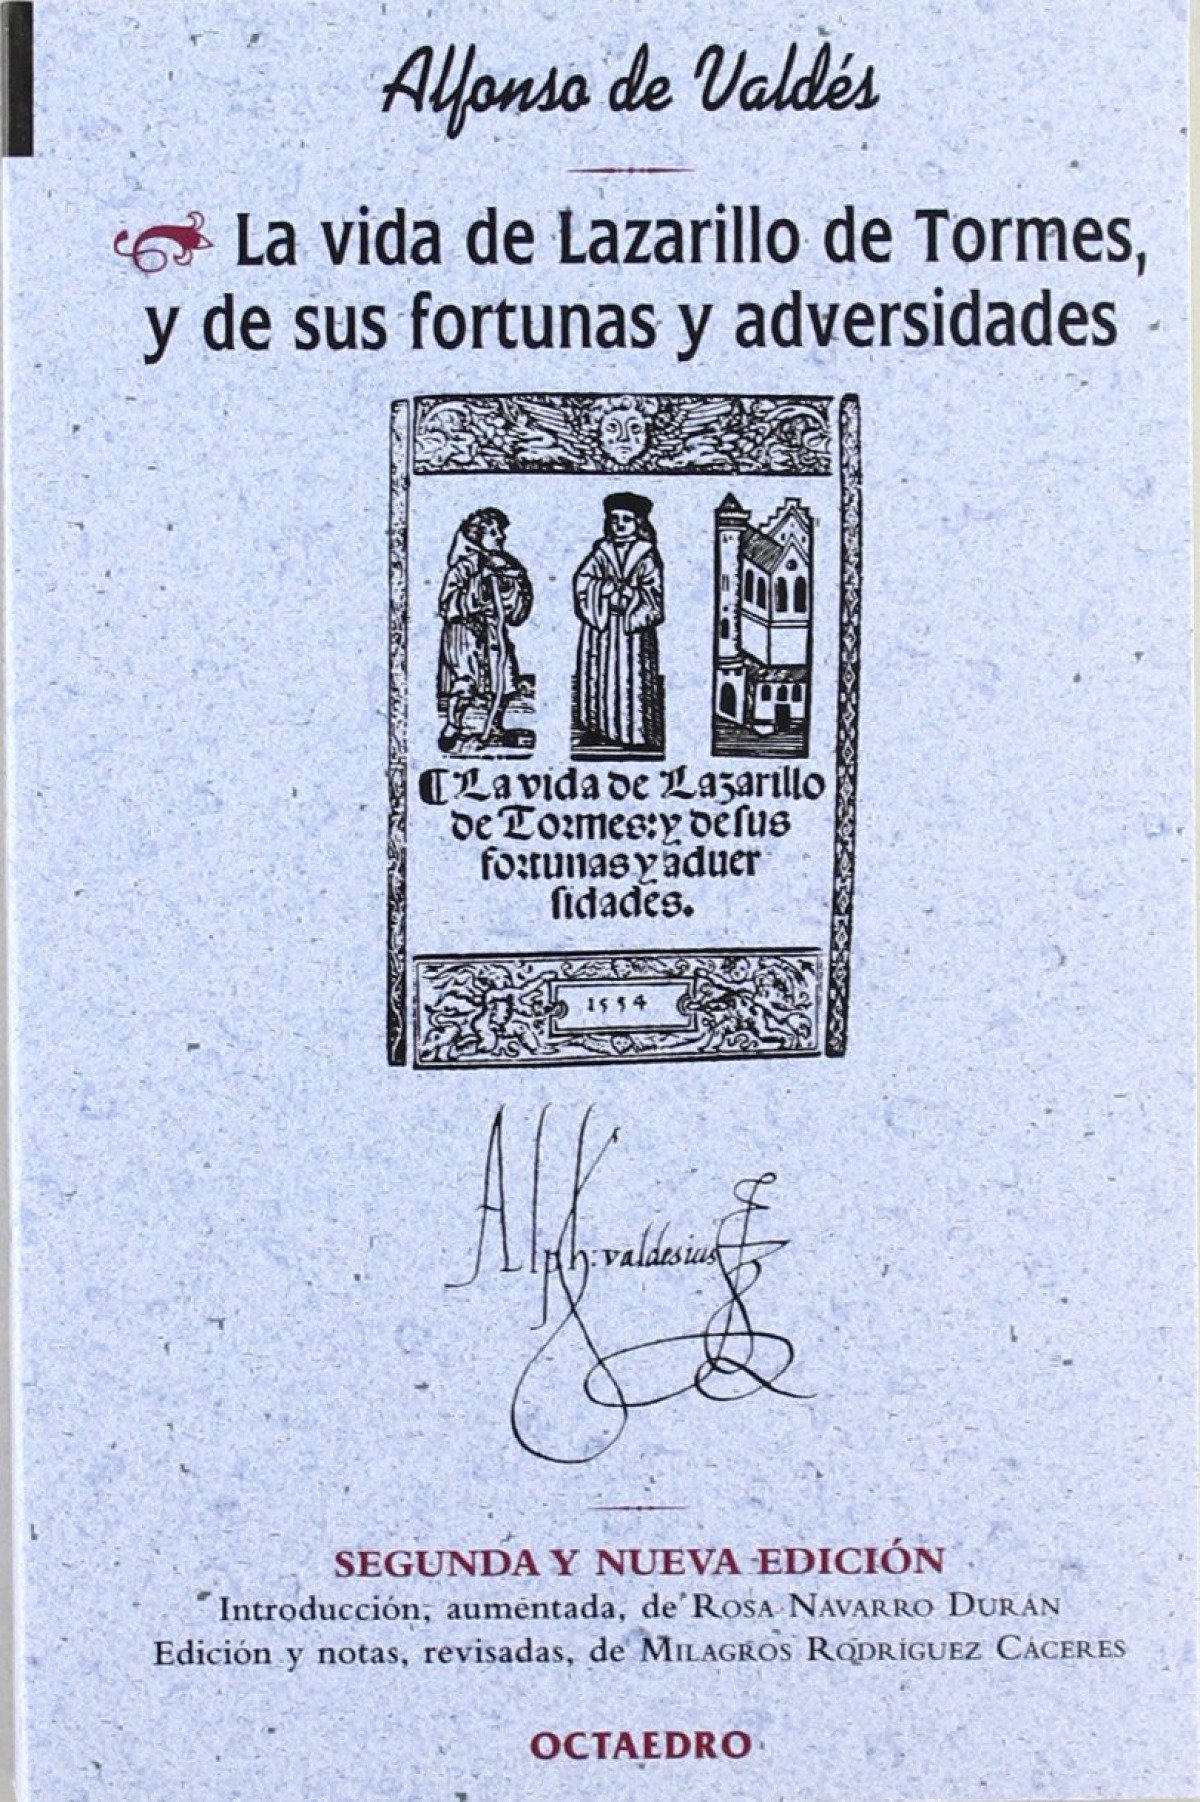 Alfonso de Valdés
La vida de Lazarillo de Tormes,
y de sus fortunas y adversidades
¶ La vida de Lazarillo
de Tormes: y de sus
fortunas y aduer
sidades.
1554
Alph: valdesius
SEGUNDA Y NUEVA EDICIÓN
Introducción, aumentada, de ROSA NAVARRO DURÁN
Edición y notas, revisadas, de MILAGROS RODRÍGUEZ CÁCERES
OCTAEDRO